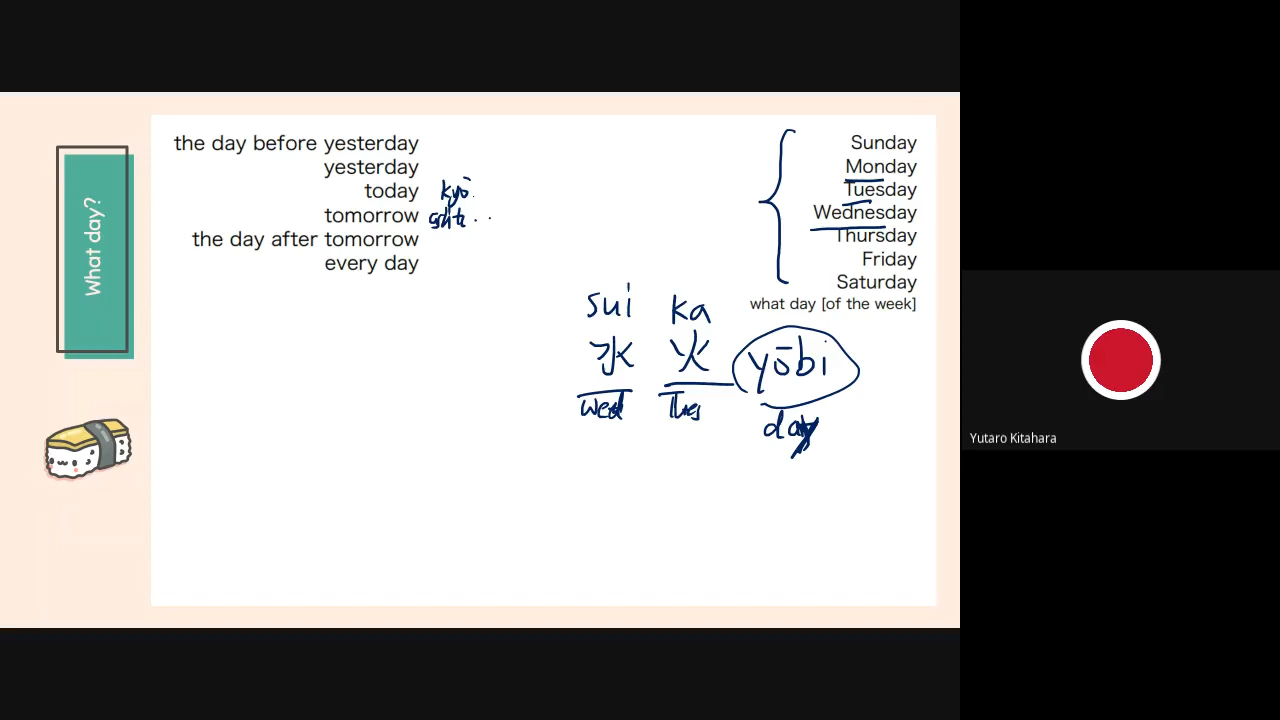 What day?
the day before yesterday
yesterday
today kyō
tomorrow
the day after tomorrow
every day
Sunday
Monday
Tuesday
Wednesday
Thursday
Friday
Saturday
what day [of the week]
sui ka
水 火 yōbi
Wed Tues day
Yutaro Kitahara